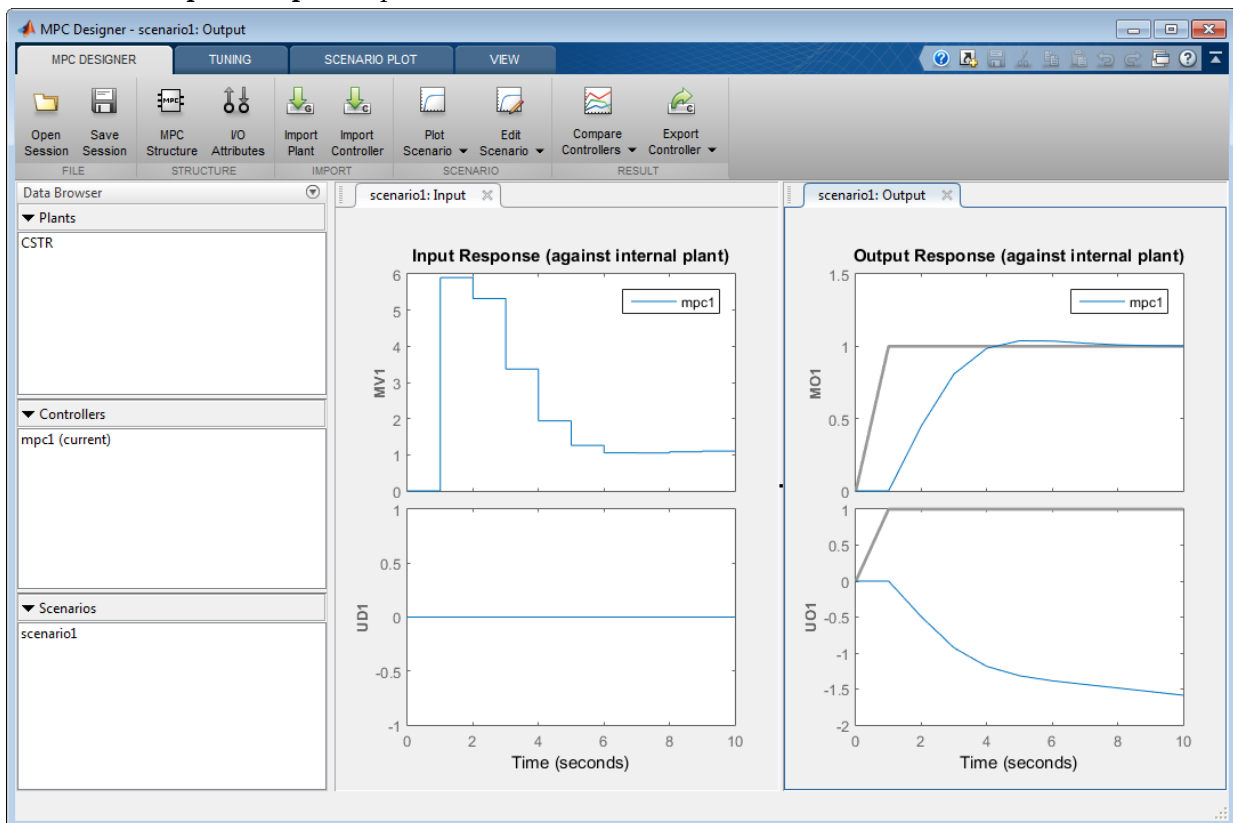 MPC Designer - scenario1: Output
MPC DESIGNER TUNING SCENARIO PLOT VIEW
Open Session Save Session MPC Structure I/O Attributes Import Plant Import Controller Plot Scenario Edit Scenario Compare Controllers Export Controller
FILE STRUCTURE IMPORT SCENARIO RESULT
Data Browser
Plants
CSTR
Controllers
mpc1 (current)
Scenarios
scenario1
scenario1: Input
Input Response (against internal plant)
mpc1
MV1
6
5
4
3
2
1
0
UD1
1
0.5
0
-0.5
-1
0 2 4 6 8 10
Time (seconds)
scenario1: Output
Output Response (against internal plant)
mpc1
MO1
1.5
1
0.5
0
UO1
1
0.5
0
-0.5
-1
-1.5
-2
0 2 4 6 8 10
Time (seconds)